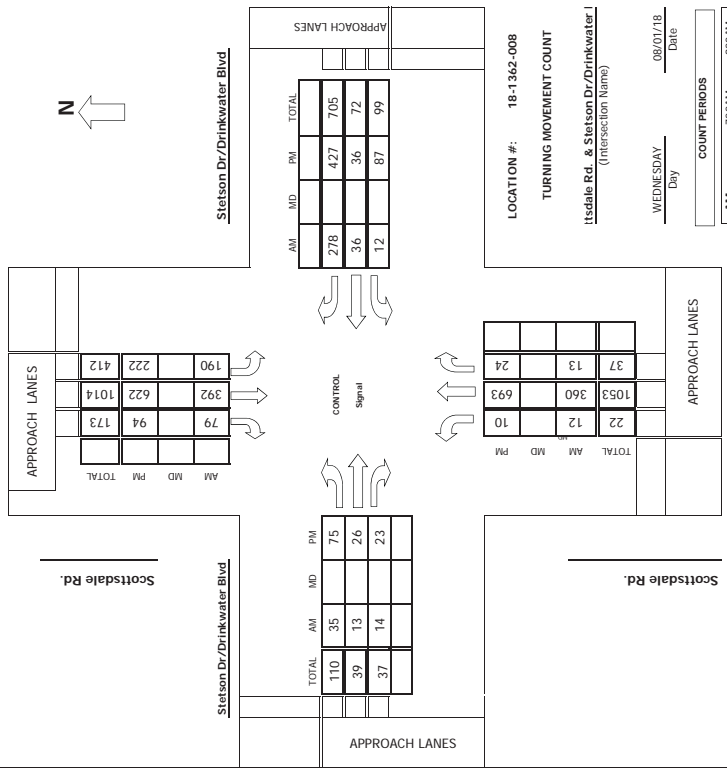 APPROACH LANES
N
Stetson Dr/Drinkwater Blvd
AM MD PM TOTAL
278 427 705
36 36 72
12 87 99
LOCATION #: 18-1362-008
TURNING MOVEMENT COUNT
& Stetson Dr/Drinkwater
(Intersection Name)
WEDNESDAY 08/01/18
Day Date
COUNT PERIODS
APPROACH LANES
TOTAL 173 1014 412
PM 94 622 222
MD
AM 79 392 190
CONTROL
Signal
PM 10 693 24
MD
AM 12 360 13
MD
TOTAL 22 1053 37
APPROACH LANES
Scottsdale Rd.
Stetson Dr/Drinkwater Blvd
TOTAL AM MD PM
110 35 75
39 13 26
37 14 23
APPROACH LANES
Scottsdale Rd.